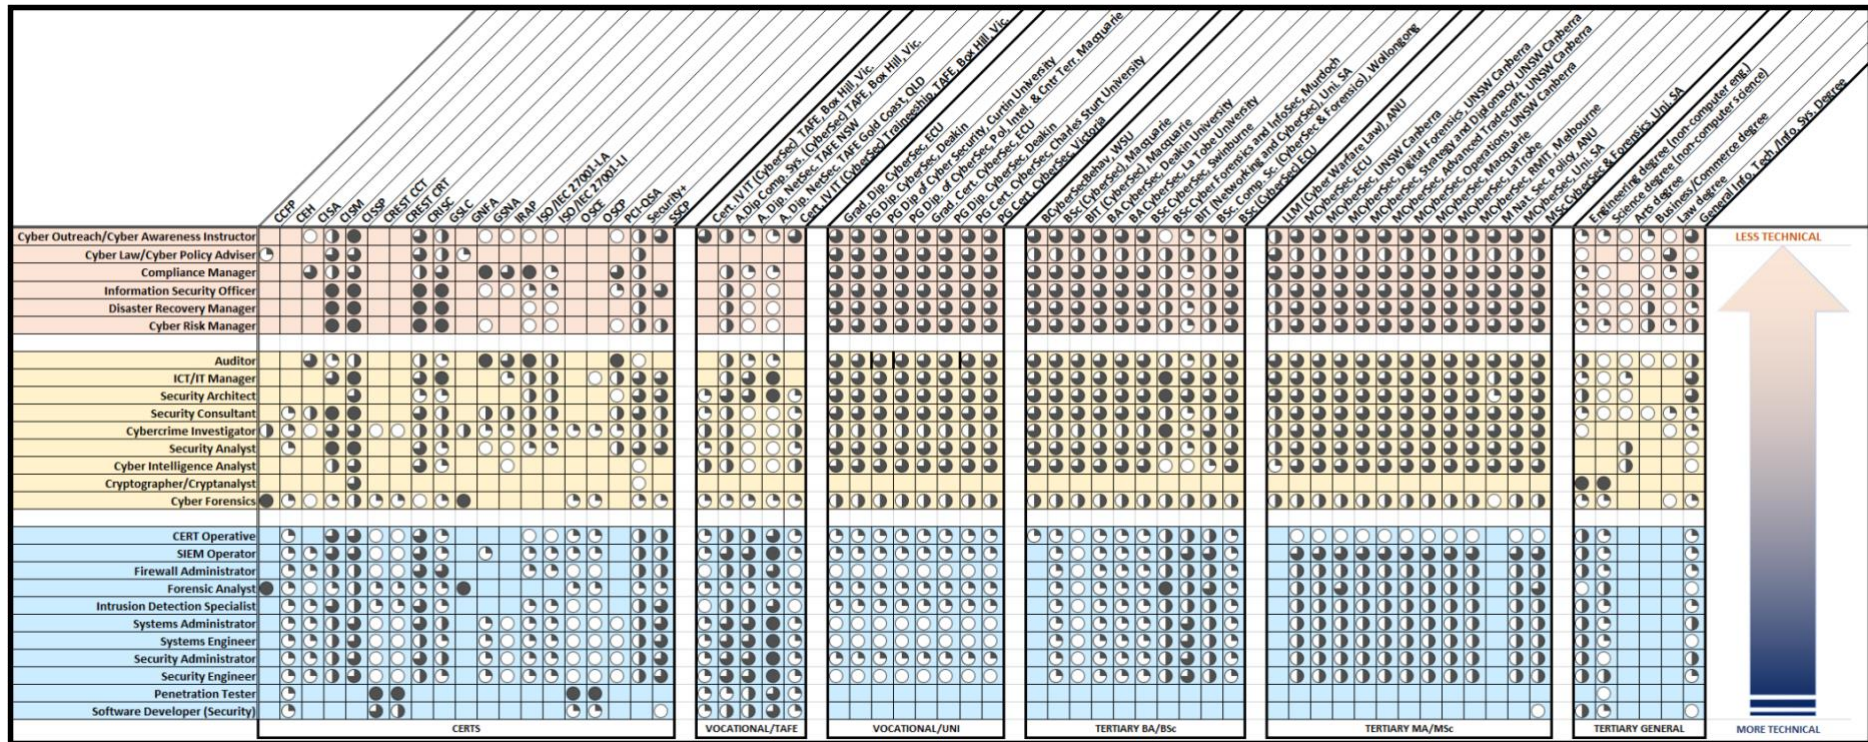 CCFP
CEH
CISA
CISM
CISSP
CREST CCT
CREST CRT
CRISC
GSLC
GNFA
GSNA
IRAP
ISO/IEC 27001-LA
ISO/IEC 27001-LI
OSCE
OSCP
PCI-QSA
Security+
SSCP
Cert. IV IT (CyberSec) TAFE, Box Hill, Vic.
A.Dip Comp. Sys. (CyberSec) TAFE, Box Hill, Vic.
A. Dip. NetSec. TAFE NSW
A. Dip. NetSec. TAFE Gold Coast, QLD
Cert. IV IT (CyberSec) Traineeship, TAFE, Box Hill, Vic.
Grad. Dip. CyberSec, ECU
PG Dip. CyberSec, Deakin
PG Dip of Cyber Security, Curtin University
PG Dip. of CyberSec, Pol, Intel. & Cntr Terr. Macquarie
Grad. Cert. CyberSec, ECU
PG Dip. CyberSec, Deakin
PG Cert. CyberSec, Charles Sturt University
PG Cert. CyberSec, Victoria
BCyberSecBehav, WSU
BSc (CyberSec), Macquarie
BIT (CyberSec), Macquarie
BA CyberSec, Deakin University
BA CyberSec, La Tobe University
BSc CyberSec, Swinburne
BSc Cyber Forensics and InfoSec, Murdoch
BIT (Networking and CyberSec), Uni. SA
BSc Comp. Sc. (CyberSec & Forensics), Wollongong
BSc (CyberSec) ECU
LLM (Cyber Warfare Law), ANU
MCyberSec, ECU
MCyberSec, UNSW Canberra
MCyberSec, Digital Forensics, UNSW Canberra
MCyberSec, Strategy and Diplomacy, UNSW Canberra
MCyberSec, Advanced Tradecraft, UNSW Canberra
MCyberSec, Operations, UNSW Canberra
MCyberSec, Macquarie
MCyberSec, LaTrobe
MCyberSec, RMIT, Melbourne
M.Nat. Sec. Policy, ANU
MCyberSec, Uni. SA
MScCyberSec & Forensics, Uni. SA
Engineering degree (non-computer eng.)
Science degree (non-computer science)
Arts degree
Business/Commerce degree
Law degree
General Info, Tech./Info, Sys. Degree
Cyber Outreach/Cyber Awareness Instructor
Cyber Law/Cyber Policy Adviser
Compliance Manager
Information Security Officer
Disaster Recovery Manager
Cyber Risk Manager
Auditor
ICT/IT Manager
Security Architect
Security Consultant
Cybercrime Investigator
Security Analyst
Cyber Intelligence Analyst
Cryptographer/Cryptanalyst
Cyber Forensics
CERT Operative
SIEM Operator
Firewall Administrator
Forensic Analyst
Intrusion Detection Specialist
Systems Administrator
Systems Engineer
Security Administrator
Security Engineer
Penetration Tester
Software Developer (Security)
LESS TECHNICAL
CERTS
VOCATIONAL/TAFE
VOCATIONAL/UNI
TERTIARY BA/BSc
TERTIARY MA/MSc
TERTIARY GENERAL
MORE TECHNICAL